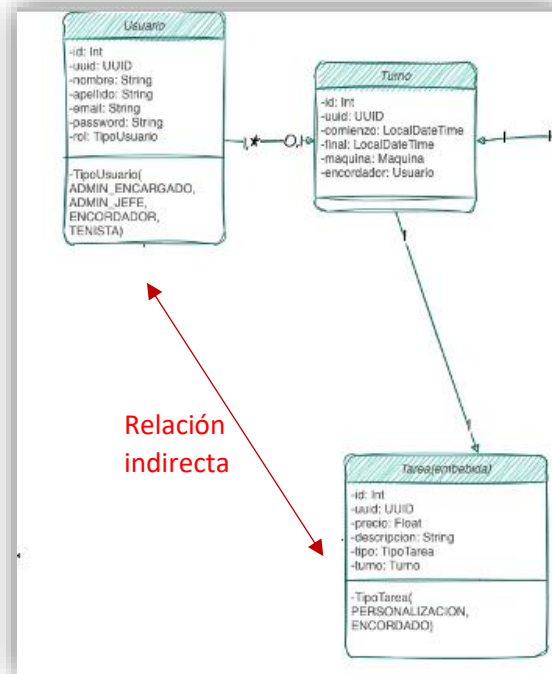 Usuario
-id: Int
-uuid: UUID
-nombre: String
-apellido: String
-email: String
-password: String
-rol: TipoUsuario
-TipoUsuario(
ADMIN_ENCARGADO,
ADMIN_JEFE,
ENCORDADOR,
TENISTA)
1,*
0,1
Turno
-id: Int
-uuid: UUID
-comienzo: LocalDateTime
-final: LocalDateTime
-maquina: Maquina
-encordador: Usuario
1
1
1
1
Relación
indirecta
Tarea(embebida)
-id: Int
-uuid: UUID
-precio: Float
-descripcion: String
-tipo: TipoTarea
-turno: Turno
-TipoTarea(
PERSONALIZACION,
ENCORDADO)